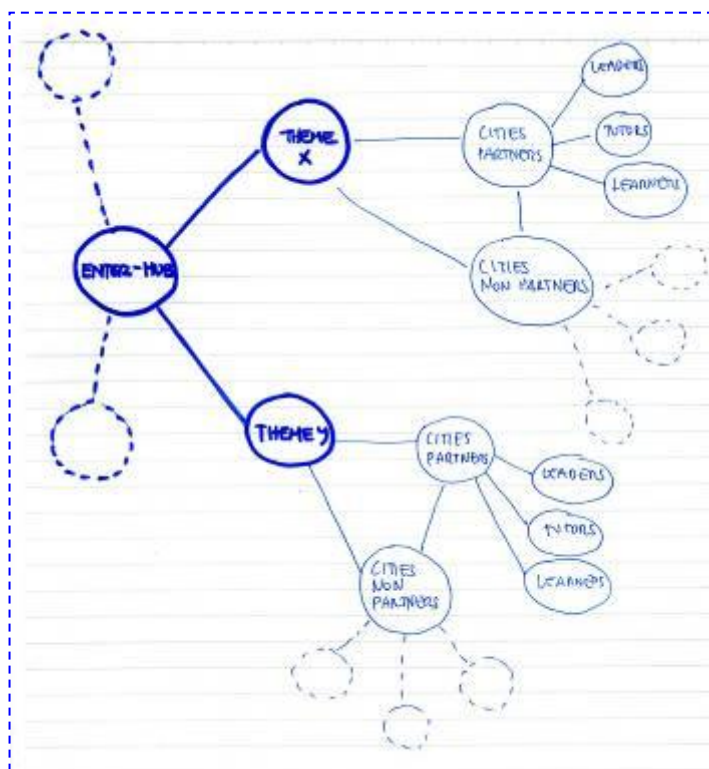 LEADERS
THEME
X
CITIES
PARTNERS
TUTORS
LEARNERS
ENTER-HUB
CITIES
NON PARTNERS
THEME Y
CITIES
PARTNERS
LEADERS
TUTORS
CITIES
NON
PARTNERS
LEARNERS